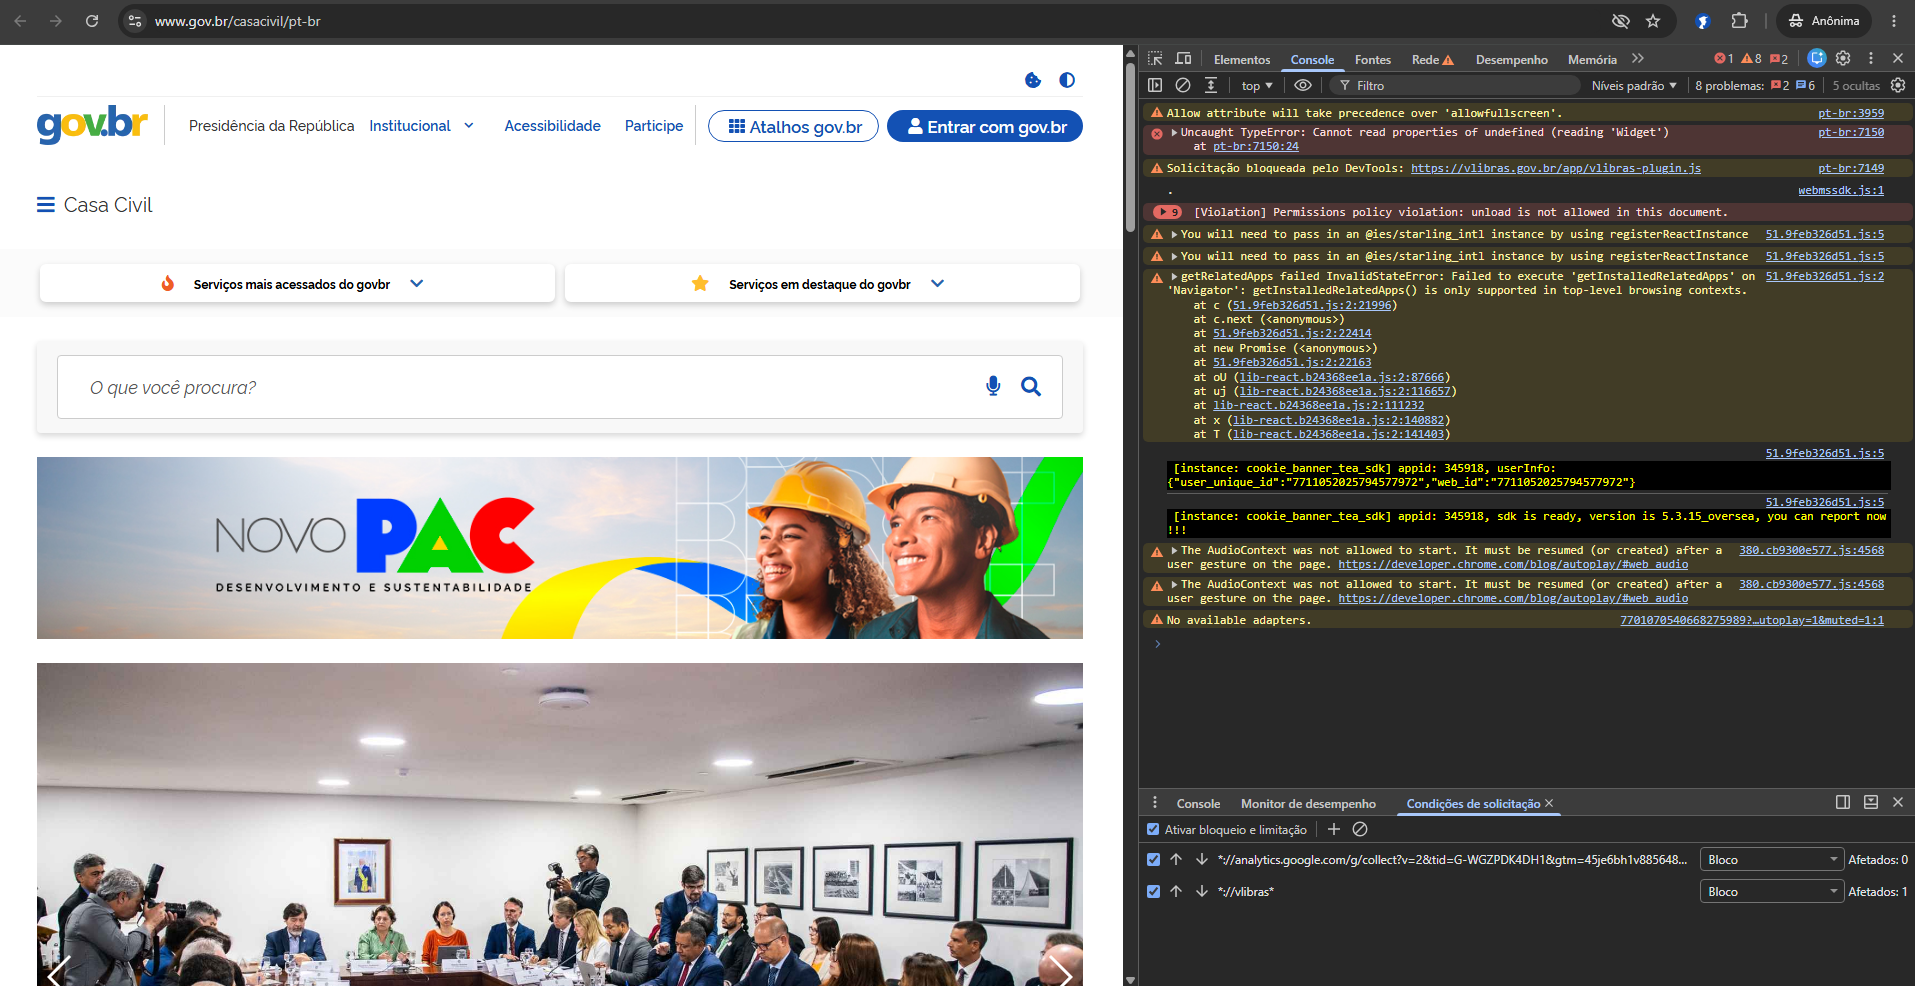 www.gov.br/casacivil/pt-br
Anônima
gov.br
Presidência da República
Institucional
Acessibilidade
Participe
Atalhos gov.br
Entrar com gov.br
Casa Civil
Serviços mais acessados do govbr
Serviços em destaque do govbr
O que você procura?
NOVO PAC
DESENVOLVIMENTO E SUSTENTABILIDADE
Elementos
Console
Fontes
Rede
Desempenho
Memória
1
8
2
top
Filtro
Níveis padrão
8 problemas:
2
6
5 ocultas
Allow attribute will take precedence over 'allowfullscreen'.
pt-br:3959
Uncaught TypeError: Cannot read properties of undefined (reading 'Widget')
pt-br:7150
at pt-br:7150:24
Solicitação bloqueada pelo DevTools: https://vlibras.gov.br/app/vlibras-plugin.js
pt-br:7149
.
webmssdk.js:1
9 [Violation] Permissions policy violation: unload is not allowed in this document.
You will need to pass in an @ies/starling_intl instance by using registerReactInstance
51.9feb326d51.js:5
You will need to pass in an @ies/starling_intl instance by using registerReactInstance
51.9feb326d51.js:5
getRelatedApps failed InvalidStateError: Failed to execute 'getInstalledRelatedApps' on
51.9feb326d51.js:2
'Navigator': getInstalledRelatedApps() is only supported in top-level browsing contexts.
at c (51.9feb326d51.js:2:21996)
at c.next (<anonymous>)
at 51.9feb326d51.js:2:22414
at new Promise (<anonymous>)
at 51.9feb326d51.js:2:22163
at oU (lib-react.b24368ee1a.js:2:87666)
at uj (lib-react.b24368ee1a.js:2:116657)
at lib-react.b24368ee1a.js:2:111232
at x (lib-react.b24368ee1a.js:2:140882)
at T (lib-react.b24368ee1a.js:2:141403)
51.9feb326d51.js:5
[instance: cookie_banner_tea_sdk] appid: 345918, userInfo:
{"user_unique_id":"7711052025794577972","web_id":"7711052025794577972"}
51.9feb326d51.js:5
[instance: cookie_banner_tea_sdk] appid: 345918, sdk is ready, version is 5.3.15_oversea, you can report now
!!!
The AudioContext was not allowed to start. It must be resumed (or created) after a
380.cb9300e577.js:4568
user gesture on the page. https://developer.chrome.com/blog/autoplay/#web_audio
The AudioContext was not allowed to start. It must be resumed (or created) after a
380.cb9300e577.js:4568
user gesture on the page. https://developer.chrome.com/blog/autoplay/#web_audio
No available adapters.
7701070540668275989?…utoplay=1&muted=1:1
Console
Monitor de desempenho
Condições de solicitação
Ativar bloqueio e limitação
*://analytics.google.com/g/collect?v=2&tid=G-WGZPDK4DH1&gtm=45je6bh1v885648...
Bloco
Afetados: 0
*://vlibras*
Bloco
Afetados: 1